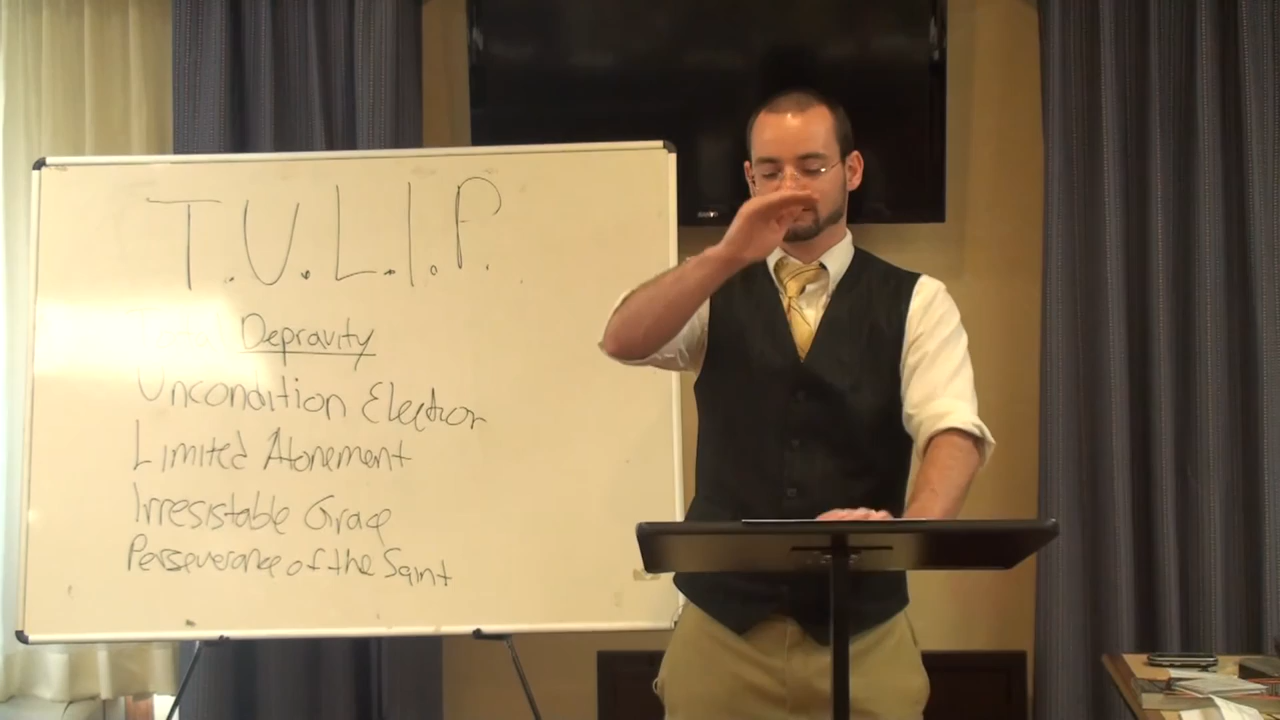 T.U.L.I.P.
Depravity
Uncondition Election
Limited Atonement
Irresistable Grace
Perseverance of the Saint